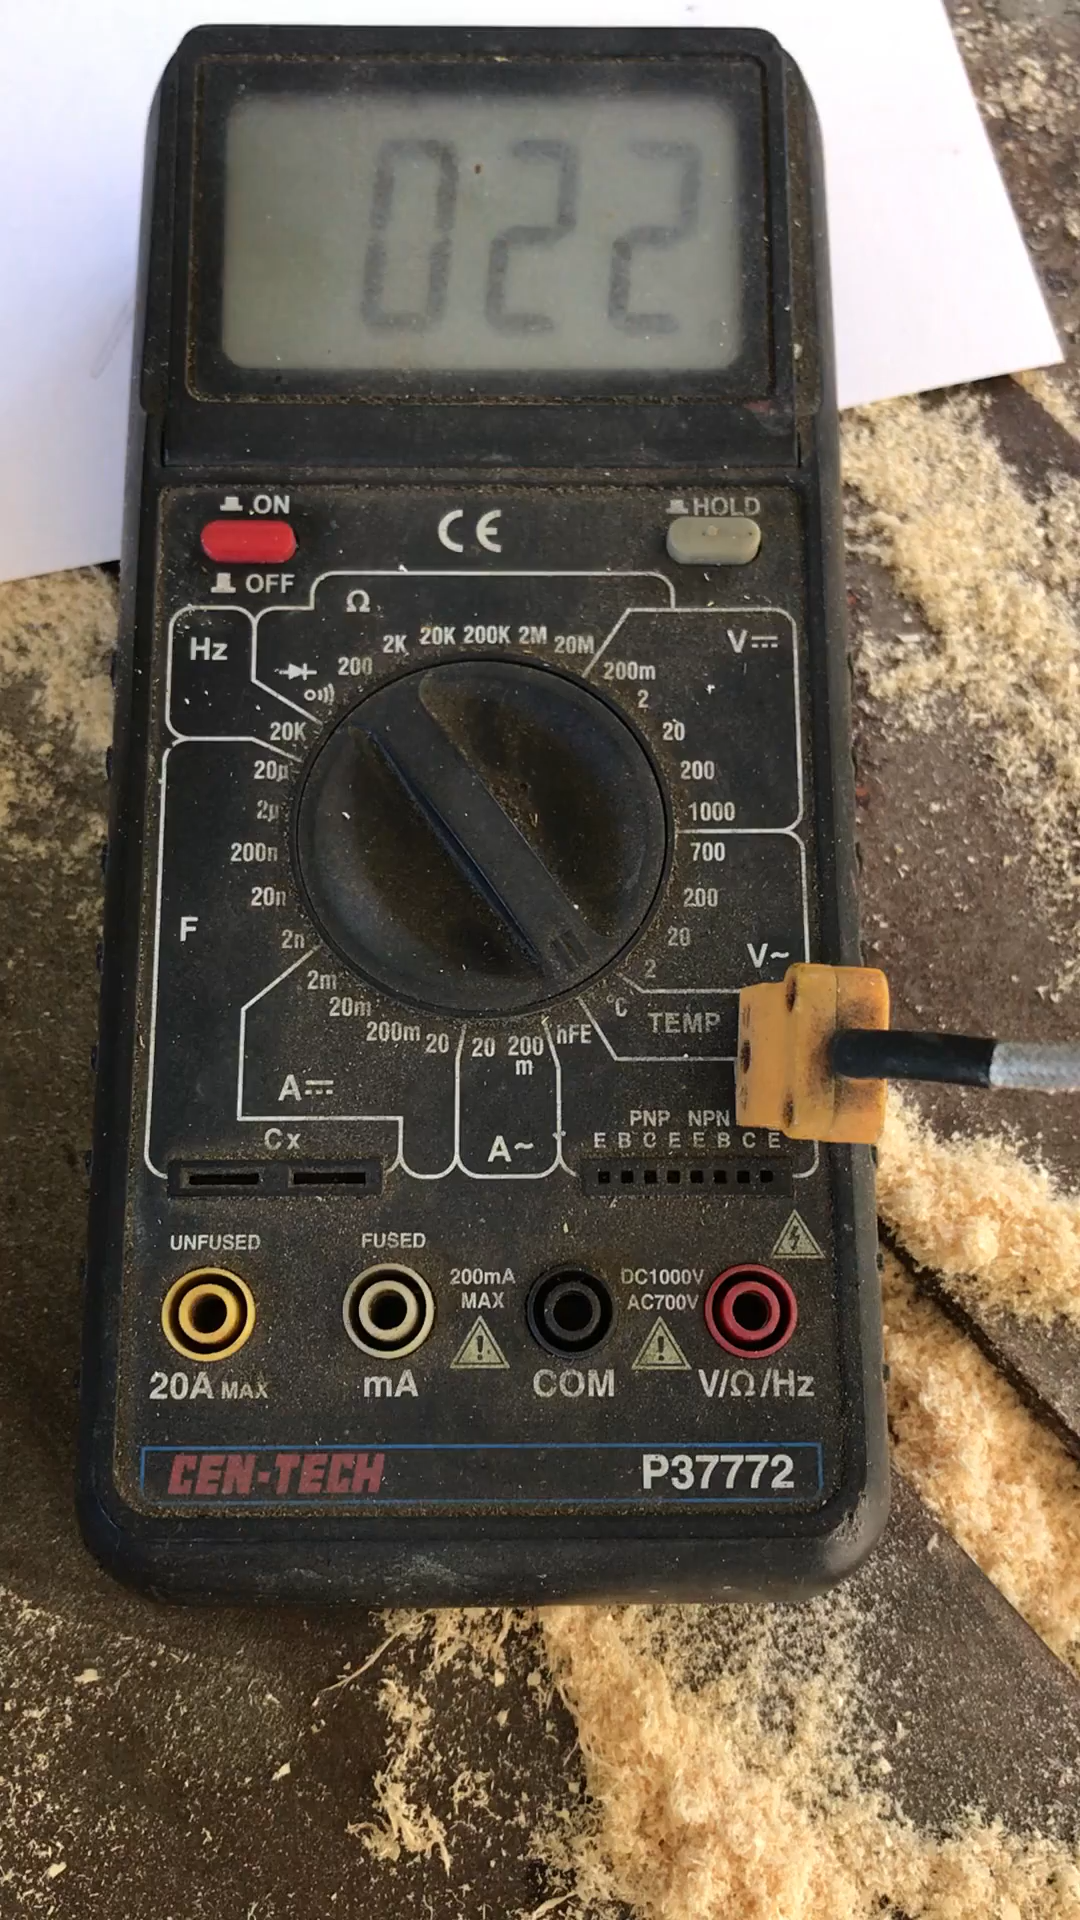 022
ON
HOLD
CE
OFF
Ω
Hz
2K 20K 200K 2M 20M
V
200
200m
2
20K
20
20µ
200
2µ
1000
200n
700
20n
200
F
20
2n
V~
2
2m
°C
20m
TEMP
200m 20 20 200m hFE
A
PNP NPN
Cx
A~
E B C E E B C E
UNFUSED
FUSED
200mA MAX
DC1000V
AC700V
20A MAX
mA
COM
V/Ω/Hz
CEN-TECH
P37772